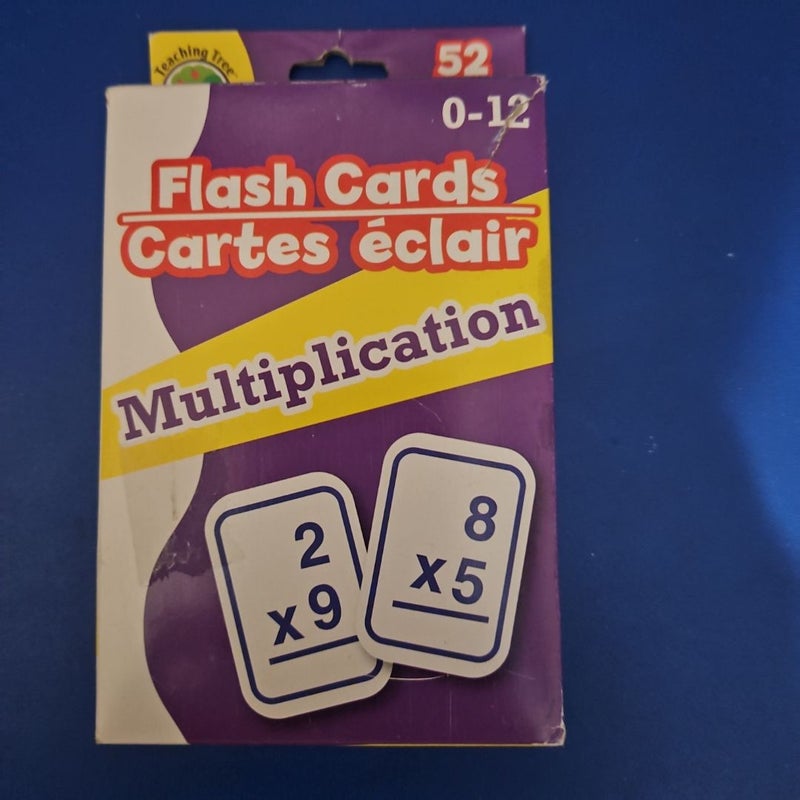 Teaching Tree
52
0-12
Flash Cards
Cartes éclair
Multiplication
2
x9
8
x5